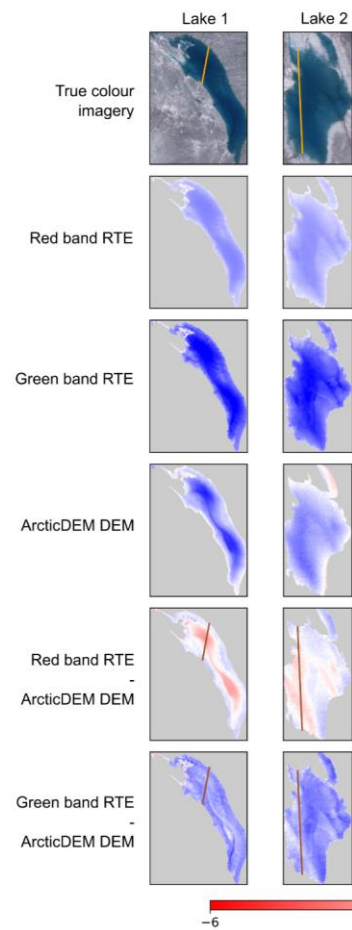 Lake 1
Lake 2
True colour
imagery
Red band RTE
Green band RTE
ArcticDEM DEM
Red band RTE
-
ArcticDEM DEM
Green band RTE
-
ArcticDEM DEM
−6